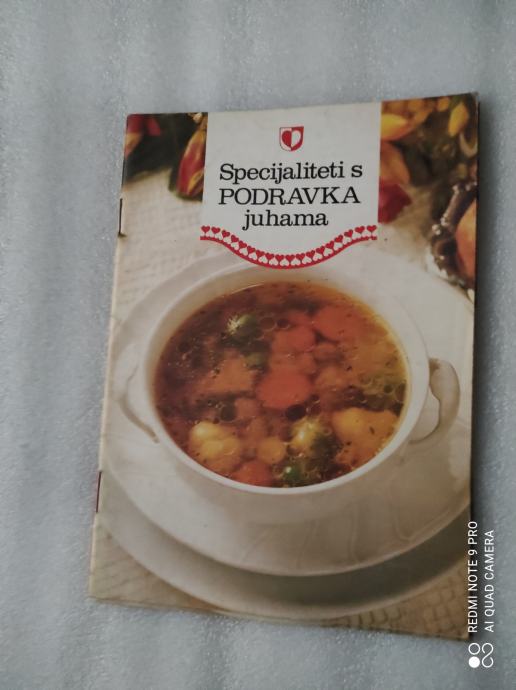 Specijaliteti s
PODRAVKA
juhama
REDMI NOTE 9 PRO
AI QUAD CAMERA